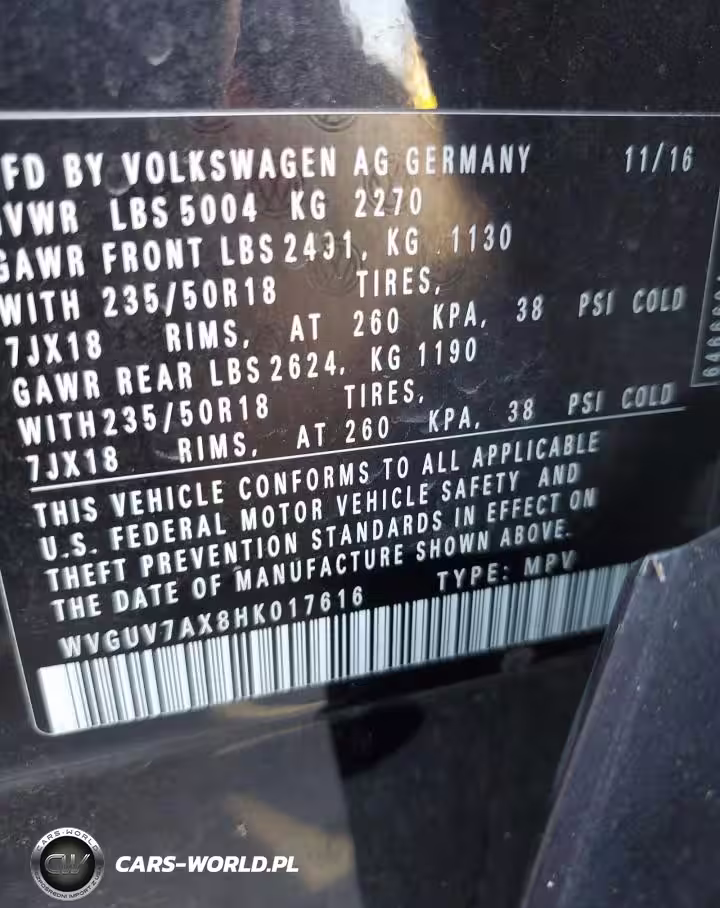 FD BY VOLKSWAGEN AG GERMANY 11/16
VWR LBS 5004 KG 2270
GAWR FRONT LBS 2491, KG 1130
WITH 235/50R18 TIRES,
7JX18 RIMS, AT 260 KPA, 38 PSI COLD
GAWR REAR LBS 2624, KG 1190
WITH 235/50R18 TIRES,
7JX18 RIMS, AT 260 KPA, 38 PSI COLD
THIS VEHICLE CONFORMS TO ALL APPLICABLE
U.S. FEDERAL MOTOR VEHICLE SAFETY AND
THEFT PREVENTION STANDARDS IN EFFECT ON
THE DATE OF MANUFACTURE SHOWN ABOVE.
WVGUV7AX8HK017616 TYPE: MPV
CARS-WORLD
CW
CARS-WORLD.PL